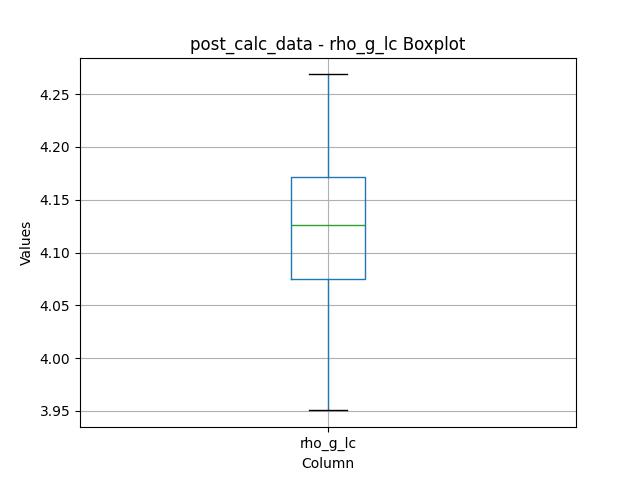 post_calc_data - rho_g_lc Boxplot
4.25
4.20
4.15
4.10
4.05
4.00
3.95
Values
rho_g_lc
Column